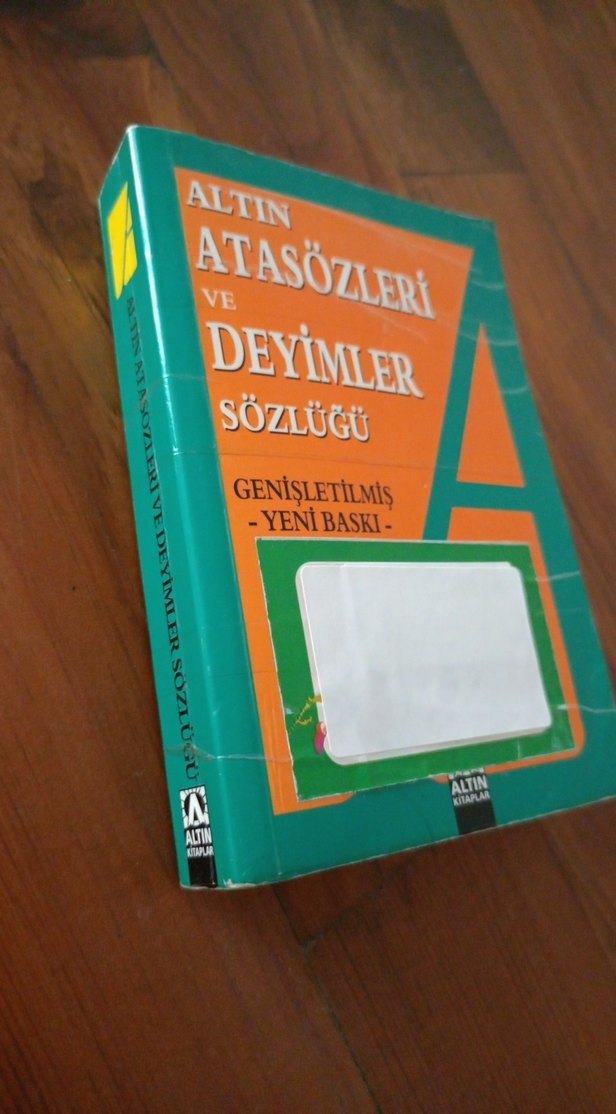 ALTIN
ATASÖZLERİ
VE
DEYİMLER
SÖZLÜĞÜ
GENİŞLETİLMİŞ
- YENİ BASKI -
ALTIN
KİTAPLAR
ALTIN ATASÖZLERİ VE DEYİMLER SÖZLÜĞÜ
ALTIN
KİTAPLAR